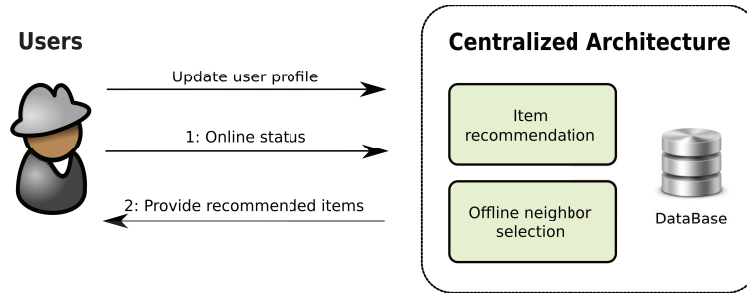 Users
Centralized Architecture
Update user profile
1: Online status
2: Provide recommended items
Item
recommendation
Offline neighbor
selection
DataBase